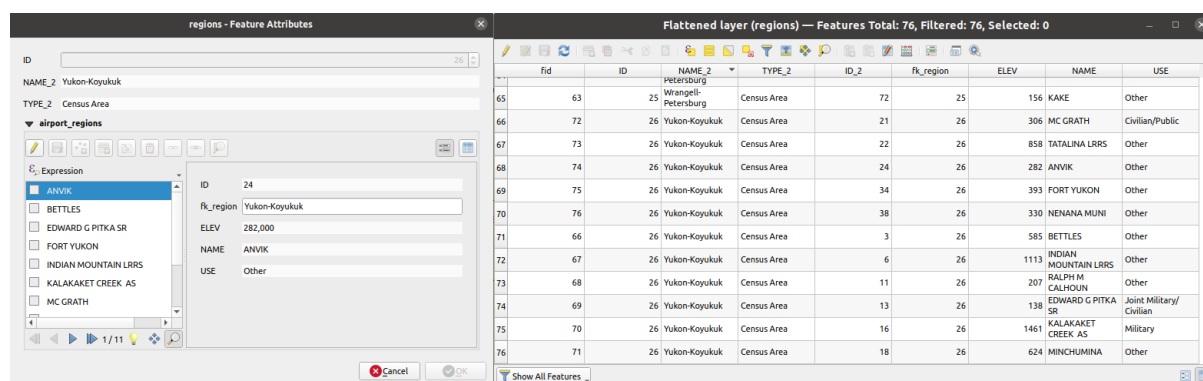 regions - Feature Attributes
ID 26
NAME_2 Yukon-Koyukuk
TYPE_2 Census Area
airport_regions
Expression
ANVIK
BETTLES
EDWARD G PITKA SR
FORT YUKON
INDIAN MOUNTAIN LRRS
KALAKAKET CREEK AS
MC GRATH
1 / 11
ID 24
fk_region Yukon-Koyukuk
ELEV 282,000
NAME ANVIK
USE Other
Cancel OK
Flattened layer (regions) — Features Total: 76, Filtered: 76, Selected: 0
fid ID NAME_2 TYPE_2 ID_2 fk_region ELEV NAME USE
Petersburg
65 63 25 Wrangell-Petersburg Census Area 72 25 156 KAKE Other
66 72 26 Yukon-Koyukuk Census Area 21 26 306 MC GRATH Civilian/Public
67 73 26 Yukon-Koyukuk Census Area 22 26 858 TATALINA LRRS Other
68 74 26 Yukon-Koyukuk Census Area 24 26 282 ANVIK Other
69 75 26 Yukon-Koyukuk Census Area 34 26 393 FORT YUKON Other
70 76 26 Yukon-Koyukuk Census Area 38 26 330 NENANA MUNI Other
71 66 26 Yukon-Koyukuk Census Area 3 26 585 BETTLES Other
72 67 26 Yukon-Koyukuk Census Area 6 26 1113 INDIAN MOUNTAIN LRRS Other
73 68 26 Yukon-Koyukuk Census Area 11 26 207 RALPH M CALHOUN Other
74 69 26 Yukon-Koyukuk Census Area 13 26 138 EDWARD G PITKA SR Joint Military/Civilian
75 70 26 Yukon-Koyukuk Census Area 16 26 1461 KALAKAKET CREEK AS Military
76 71 26 Yukon-Koyukuk Census Area 18 26 624 MINCHUMINA Other
Show All Features